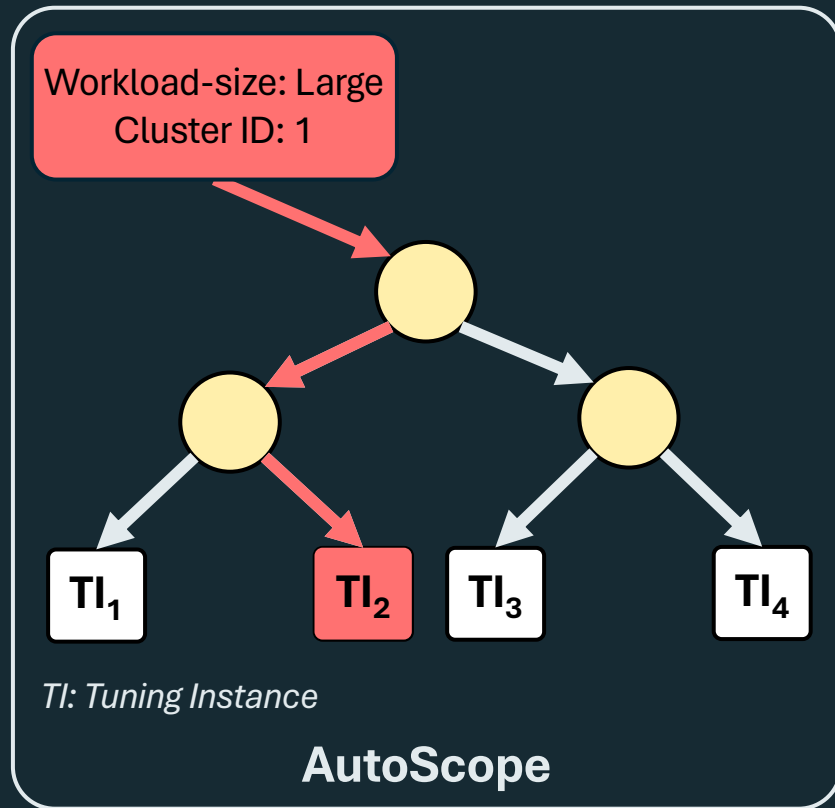 Workload-size: Large
Cluster ID: 1
TI₁
TI₂
TI₃
TI₄
TI: Tuning Instance
AutoScope